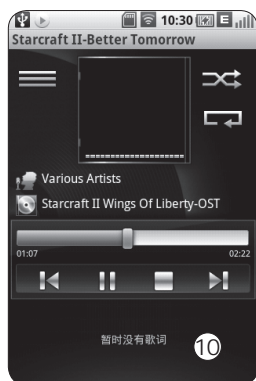 10:30 E
Starcraft II-Better Tomorrow
Various Artists
Starcraft II Wings Of Liberty-OST
01:07 02:22
暂时没有歌词
10